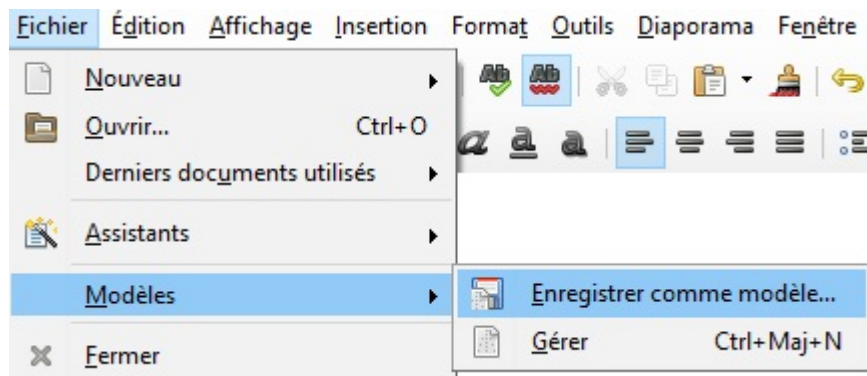 Fichier Édition Affichage Insertion Format Outils Diaporama Fenêtre
Nouveau
Ouvrir... Ctrl+O
Derniers documents utilisés
Assistants
Modèles
Enregistrer comme modèle...
Gérer Ctrl+Maj+N
Fermer